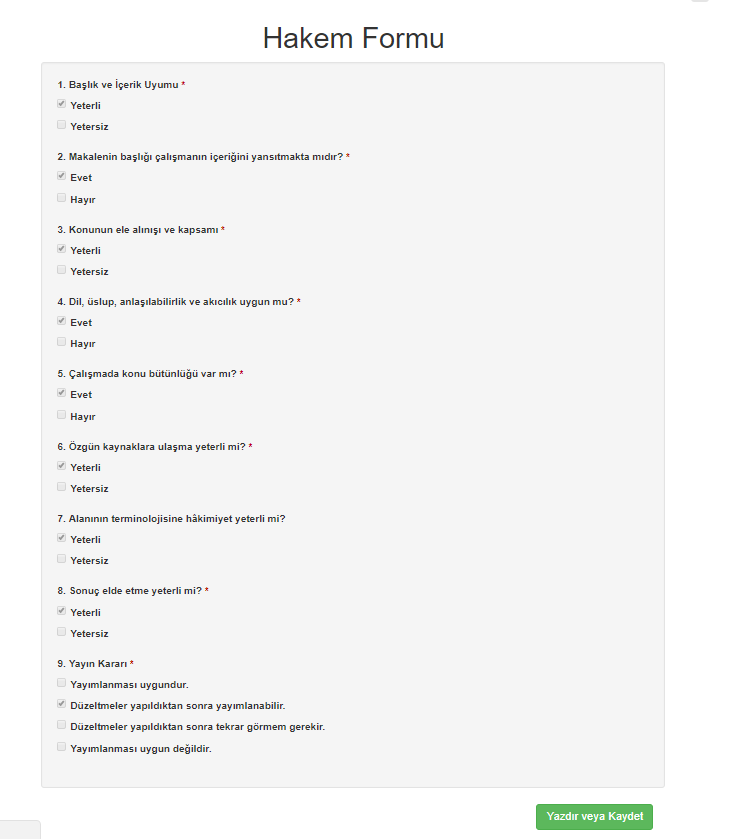 Hakem Formu
1. Başlık ve İçerik Uyumu *
Yeterli
Yetersiz
2. Makalenin başlığı çalışmanın içeriğini yansıtmakta mıdır? *
Evet
Hayır
3. Konunun ele alınışı ve kapsamı *
Yeterli
Yetersiz
4. Dil, üslup, anlaşılabilirlik ve akıcılık uygun mu? *
Evet
Hayır
5. Çalışmada konu bütünlüğü var mı? *
Evet
Hayır
6. Özgün kaynaklara ulaşma yeterli mi? *
Yeterli
Yetersiz
7. Alanının terminolojisine hâkimiyet yeterli mi?
Yeterli
Yetersiz
8. Sonuç elde etme yeterli mi? *
Yeterli
Yetersiz
9. Yayın Kararı *
Yayımlanması uygundur.
Düzeltmeler yapıldıktan sonra yayımlanabilir.
Düzeltmeler yapıldıktan sonra tekrar görmem gerekir.
Yayımlanması uygun değildir.
Yazdır veya Kaydet